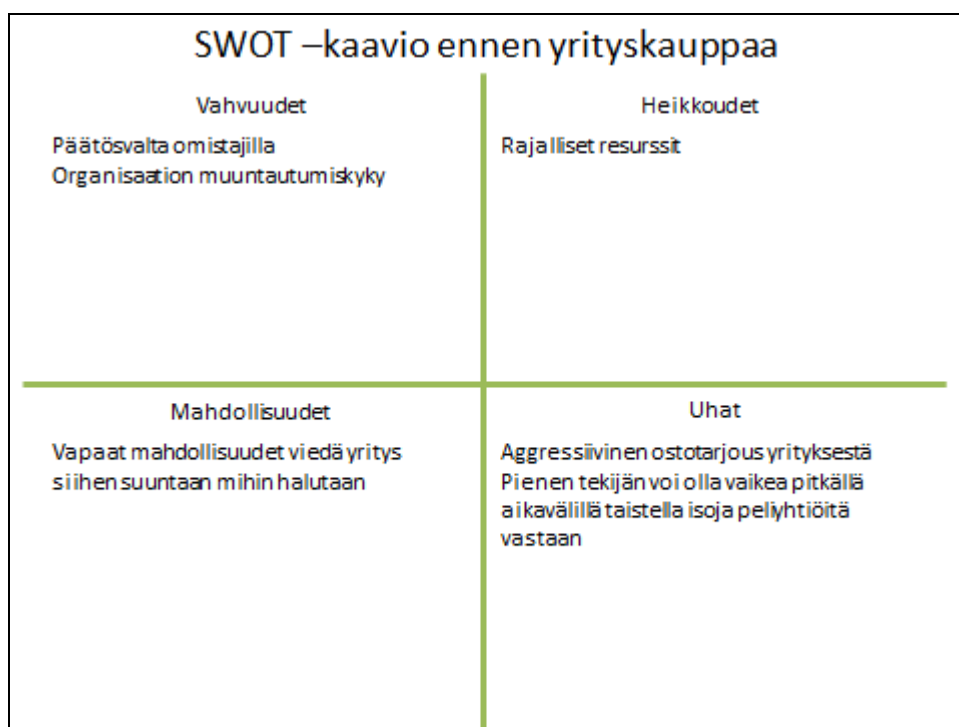 SWOT –kaavio ennen yrityskauppaa
Vahvuudet
Päätösvalta omistajilla
Organisaation muuntautumiskyky
Heikkoudet
Rajalliset resurssit
Mahdollisuudet
Vapaat mahdollisuudet viedä yritys
siihen suuntaan mihin halutaan
Uhat
Aggressiivinen ostotarjous yrityksestä
Pienen tekijän voi olla vaikea pitkällä
aikavälillä taistella isoja peliyhtiöitä
vastaan